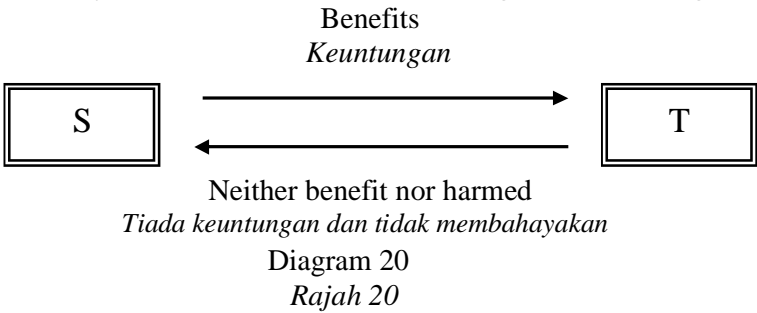 Benefits
Keuntungan
S
T
Neither benefit nor harmed
Tiada keuntungan dan tidak membahayakan
Diagram 20
Rajah 20